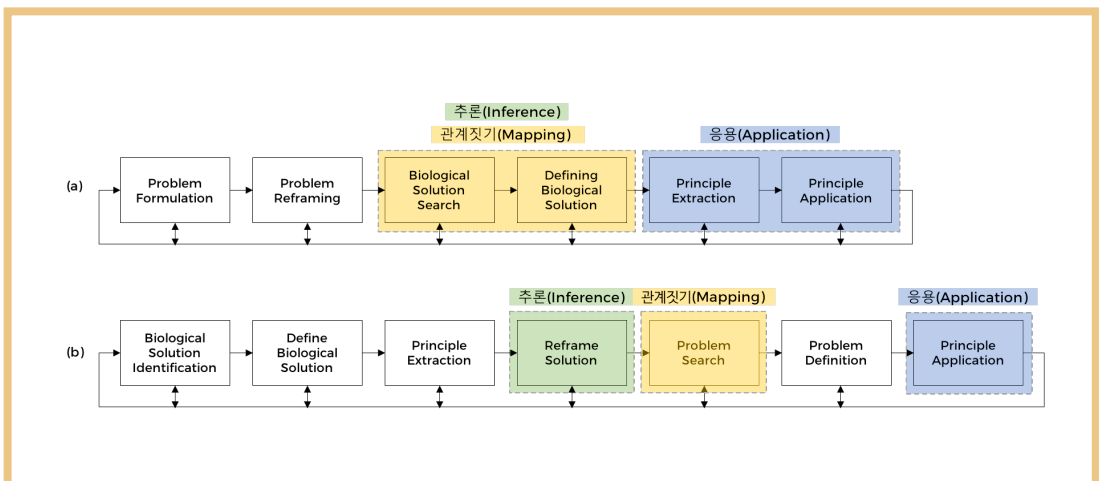 추론(Inference)
관계짓기(Mapping)
응용(Application)
(a)
Problem
Formulation
Problem
Reframing
Biological
Solution
Search
Defining
Biological
Solution
Principle
Extraction
Principle
Application
추론(Inference)
관계짓기(Mapping)
응용(Application)
(b)
Biological
Solution
Identification
Define
Biological
Solution
Principle
Extraction
Reframe
Solution
Problem
Search
Problem
Definition
Principle
Application